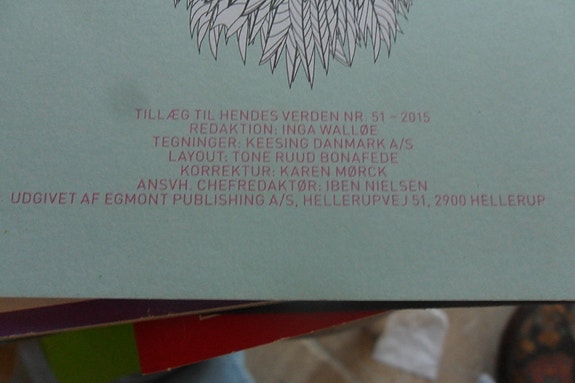 TILLÆG TIL HENDES VERDEN NR. 51 – 2015
REDAKTION: INGA WALLØE
TEGNINGER: KEESING DANMARK A/S
LAYOUT: TONE RUUD BONAFEDE
KORREKTUR: KAREN MØRCK
ANSVH. CHEFREDAKTØR: IBEN NIELSEN
UDGIVET AF EGMONT PUBLISHING A/S, HELLERUPVEJ 51, 2900 HELLERUP